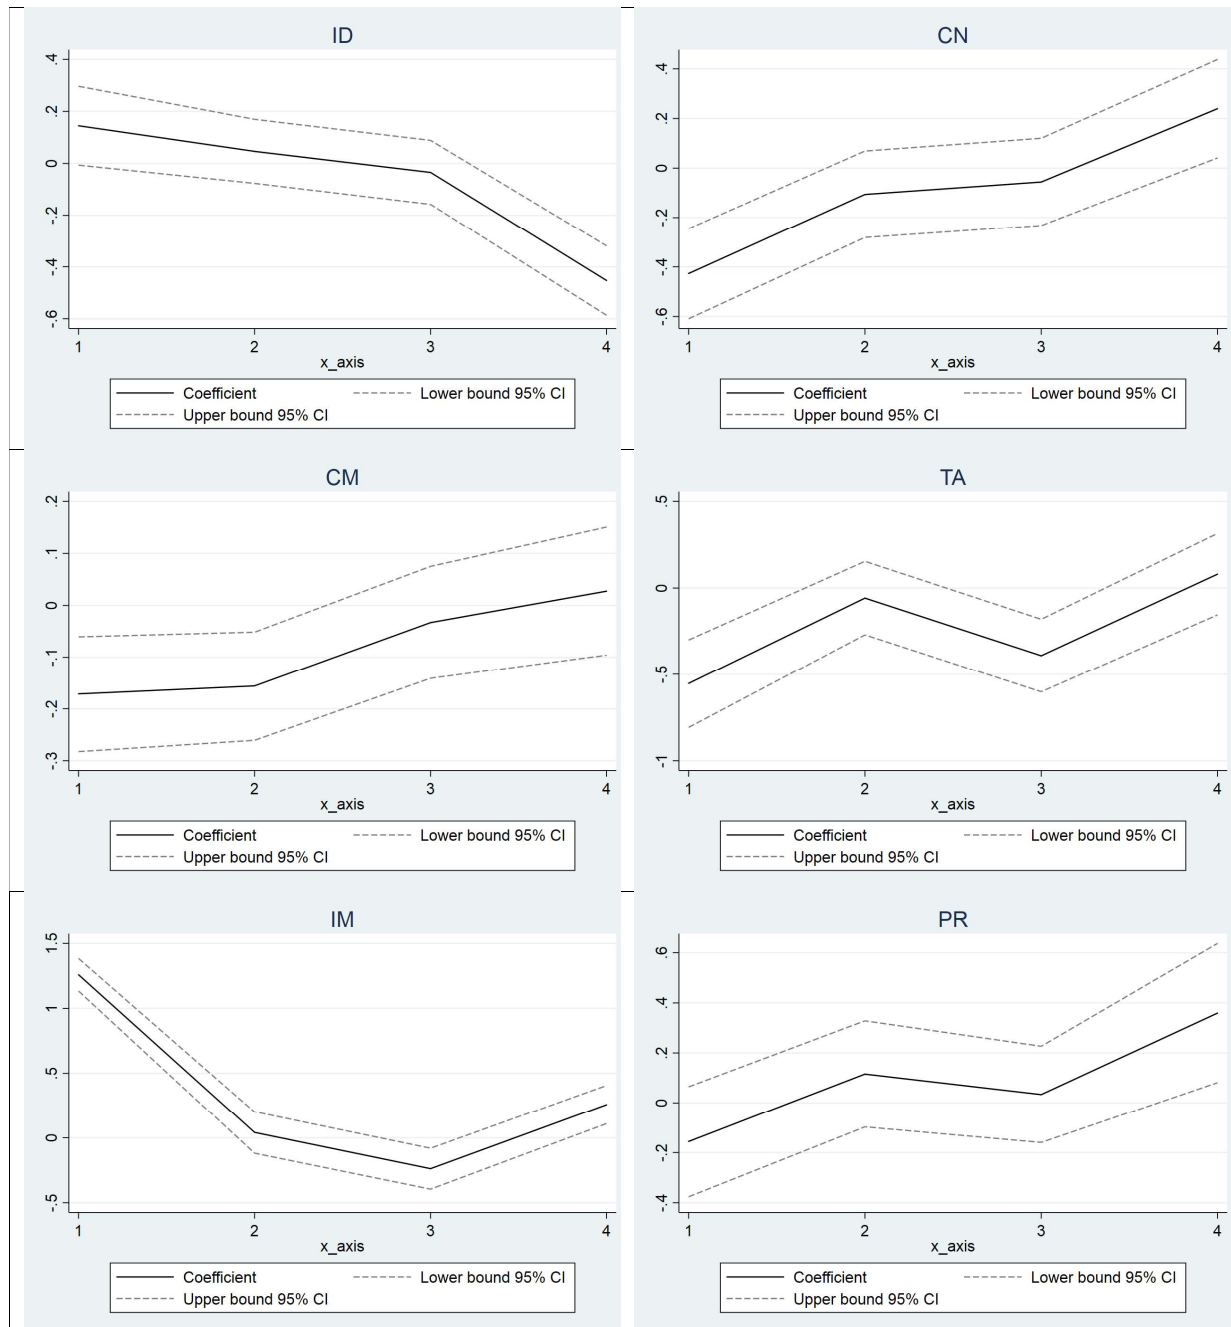 ID
.4
.2
0
-.2
-.4
-.6
1 2 3 4
x_axis
Coefficient Lower bound 95% CI
Upper bound 95% CI
CN
.4
.2
0
-.2
-.4
-.6
1 2 3 4
x_axis
Coefficient Lower bound 95% CI
Upper bound 95% CI
CM
.2
.1
0
-.1
-.2
-.3
1 2 3 4
x_axis
Coefficient Lower bound 95% CI
Upper bound 95% CI
TA
.5
0
-.5
-1
1 2 3 4
x_axis
Coefficient Lower bound 95% CI
Upper bound 95% CI
IM
1.5
1
.5
0
-.5
1 2 3 4
x_axis
Coefficient Lower bound 95% CI
Upper bound 95% CI
PR
.6
.4
.2
0
-.2
-.4
1 2 3 4
x_axis
Coefficient Lower bound 95% CI
Upper bound 95% CI